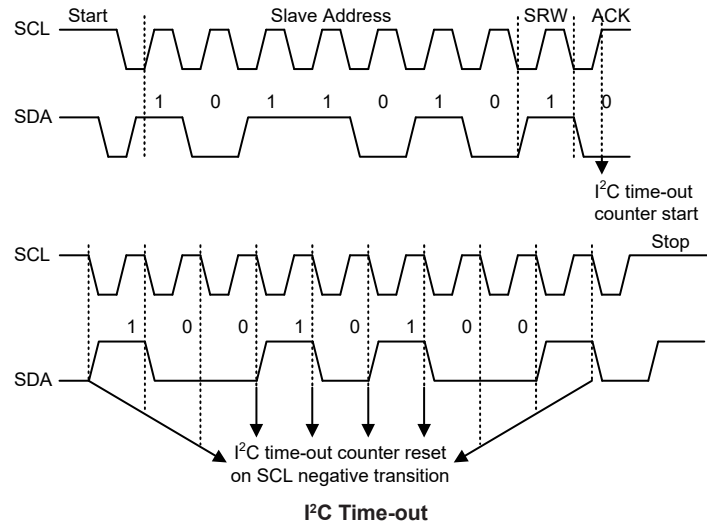 Start Slave Address SRW ACK
SCL
1 0 1 1 0 1 0 1 0
SDA
I²C time-out
counter start
Stop
SCL
1 0 0 1 0 1 0 0
SDA
I²C time-out counter reset
on SCL negative transition
I²C Time-out